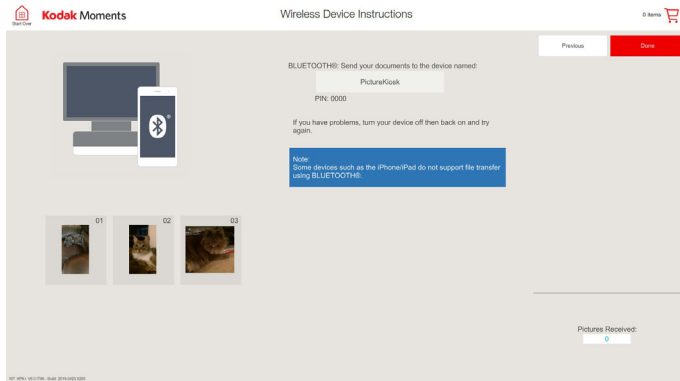 Kodak Moments
Start Over
Wireless Device Instructions
0 items
Previous
Done
BLUETOOTH®: Send your documents to the device named:
PictureKiosk
PIN: 0000
If you have problems, turn your device off then back on and try
again.
Note:
Some devices such as the iPhone/iPad do not support file transfer
using BLUETOOTH®.
01
02
03
Pictures Received:
0